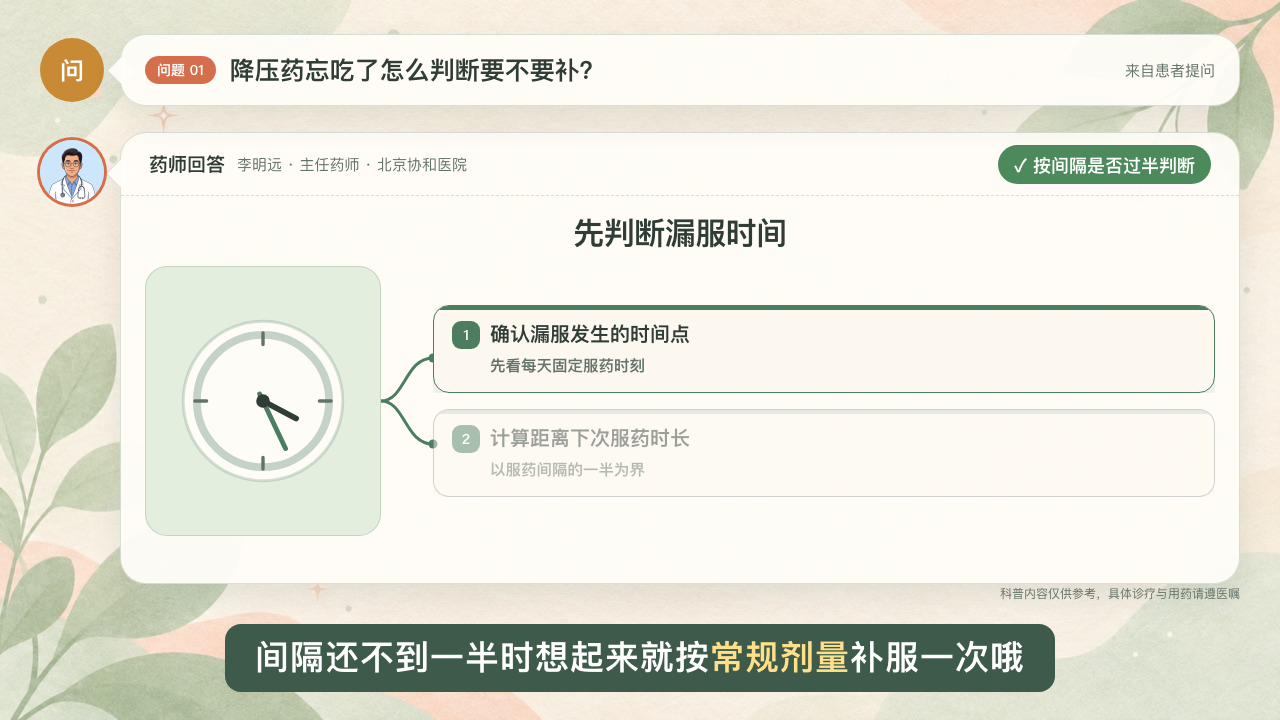 问
问题 01 降压药忘吃了怎么判断要不要补? 来自患者提问
药师回答 李明远 · 主任药师 · 北京协和医院 ✓ 按间隔是否过半判断
先判断漏服时间
1 确认漏服发生的时间点
先看每天固定服药时刻
2 计算距离下次服药时长
以服药间隔的一半为界
科普内容仅供参考，具体诊疗与用药请遵医嘱
间隔还不到一半时想起来就按常规剂量补服一次哦